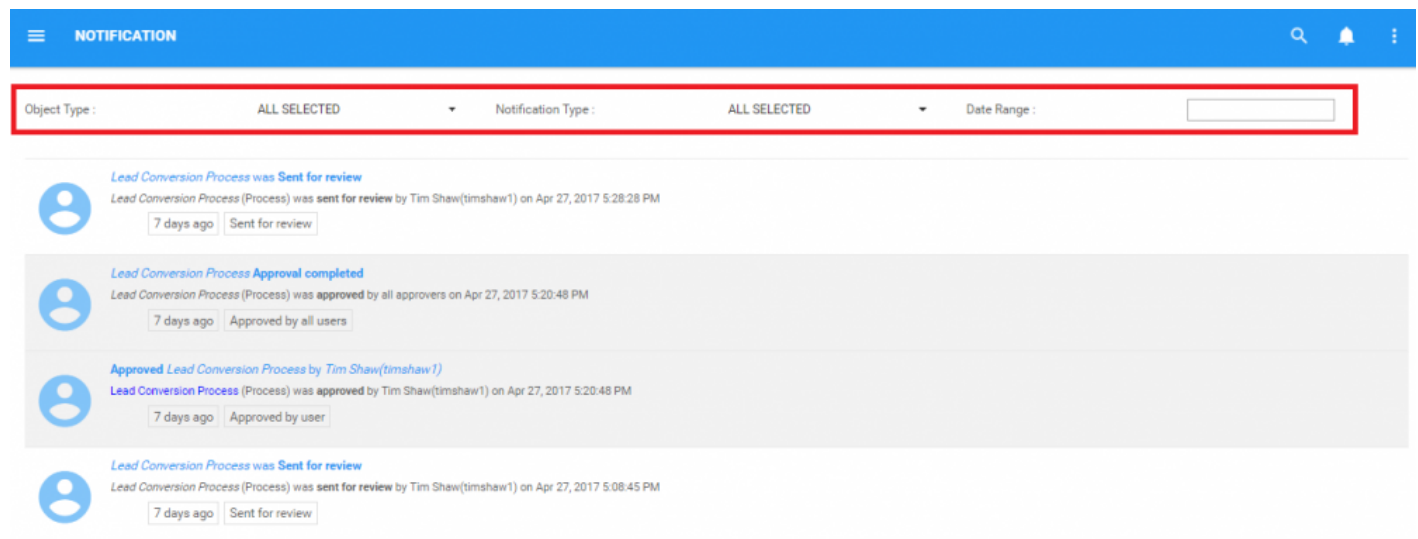 NOTIFICATION
Object Type : ALL SELECTED Notification Type : ALL SELECTED Date Range :
Lead Conversion Process was Sent for review
Lead Conversion Process (Process) was sent for review by Tim Shaw(timshaw1) on Apr 27, 2017 5:28:28 PM
7 days ago Sent for review
Lead Conversion Process Approval completed
Lead Conversion Process (Process) was approved by all approvers on Apr 27, 2017 5:20:48 PM
7 days ago Approved by all users
Approved Lead Conversion Process by Tim Shaw(timshaw1)
Lead Conversion Process (Process) was approved by Tim Shaw(timshaw1) on Apr 27, 2017 5:20:48 PM
7 days ago Approved by user
Lead Conversion Process was Sent for review
Lead Conversion Process (Process) was sent for review by Tim Shaw(timshaw1) on Apr 27, 2017 5:08:45 PM
7 days ago Sent for review